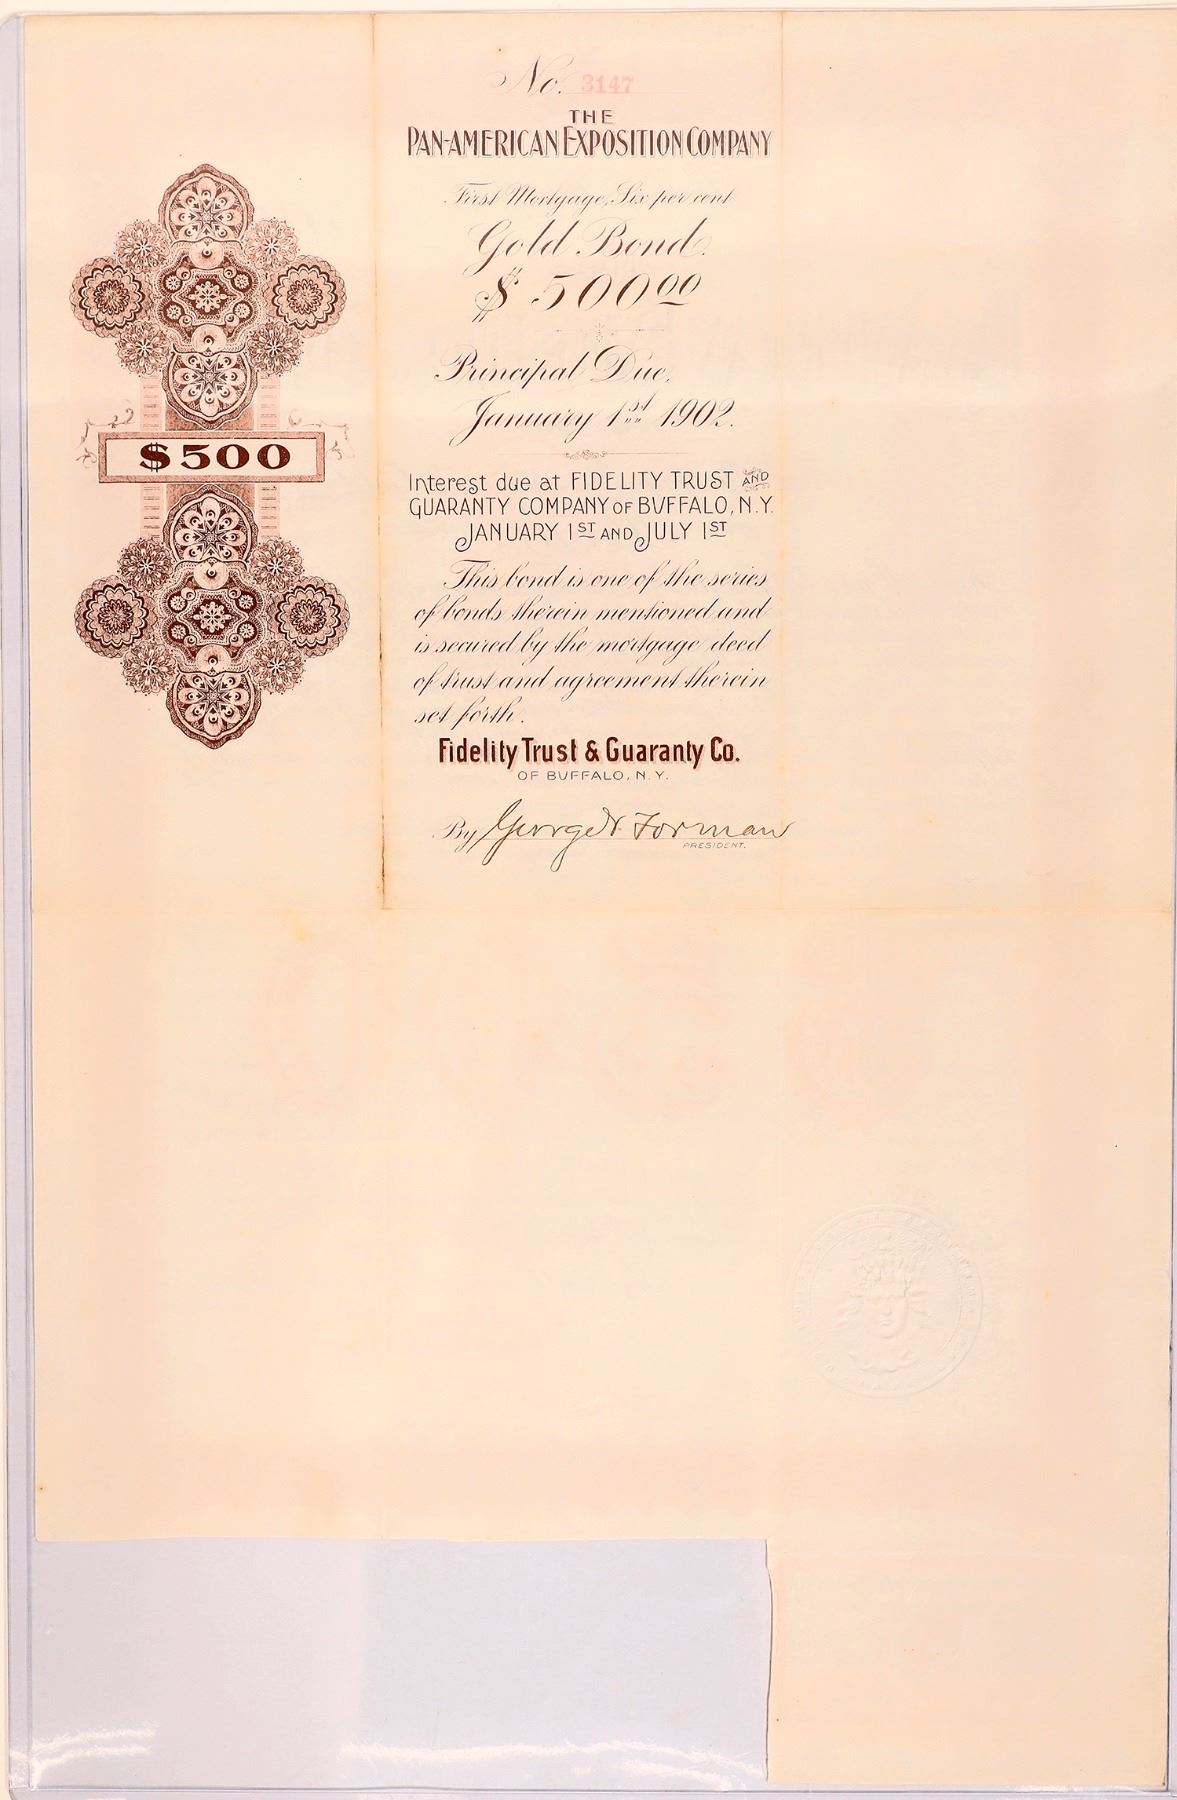 No. 3147
THE
PAN-AMERICAN EXPOSITION COMPANY
First Mortgage, Six per cent
Gold Bond.
$500.00
Principal Due,
January 1st 1902.
$500
Interest due at FIDELITY TRUST AND
GUARANTY COMPANY OF BUFFALO, N.Y.
JANUARY 1ST AND JULY 1ST
This bond is one of the series
of bonds therein mentioned and
is secured by the mortgage deed
of trust and agreement therein
set forth.
Fidelity Trust & Guaranty Co.
OF BUFFALO, N.Y.
By George V. Forman
PRESIDENT.